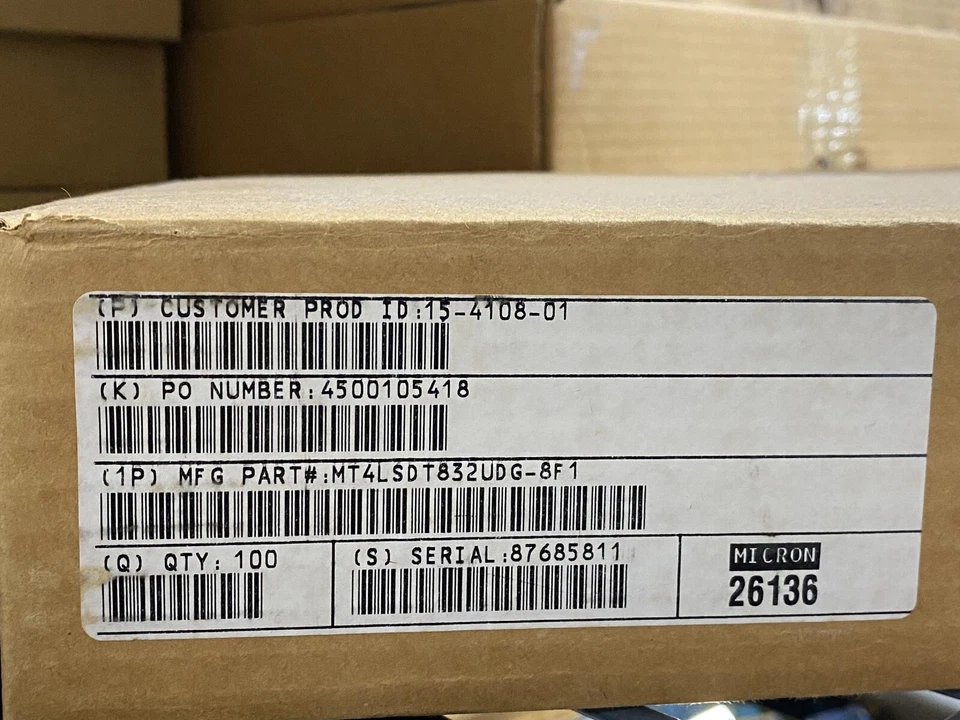 (P) CUSTOMER PROD ID:15-4108-01
(K) PO NUMBER:4500105418
(1P) MFG PART#:MT4LSDT832UDG-8F1
(Q) QTY: 100
(S) SERIAL:87685811
MICRON
26136